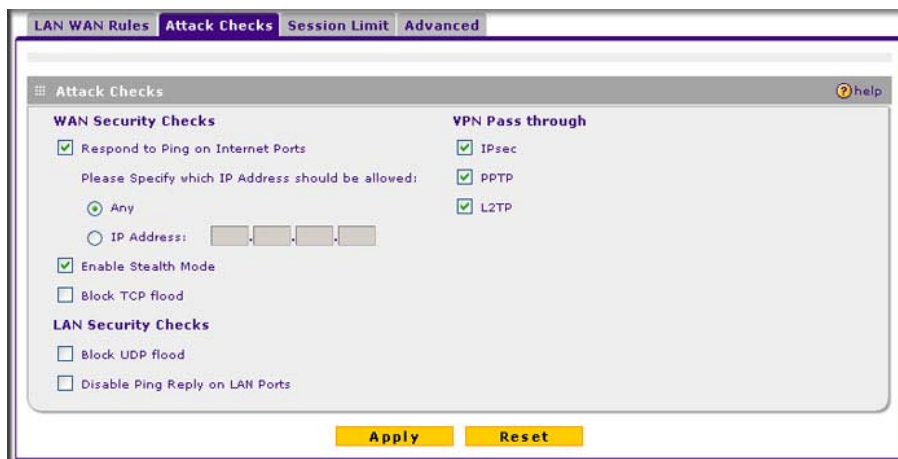 LAN WAN Rules Attack Checks Session Limit Advanced
Attack Checks
help
WAN Security Checks
Respond to Ping on Internet Ports
Please Specify which IP Address should be allowed:
Any
IP Address:
Enable Stealth Mode
Block TCP flood
LAN Security Checks
Block UDP flood
Disable Ping Reply on LAN Ports
VPN Pass through
IPsec
PPTP
L2TP
Apply Reset